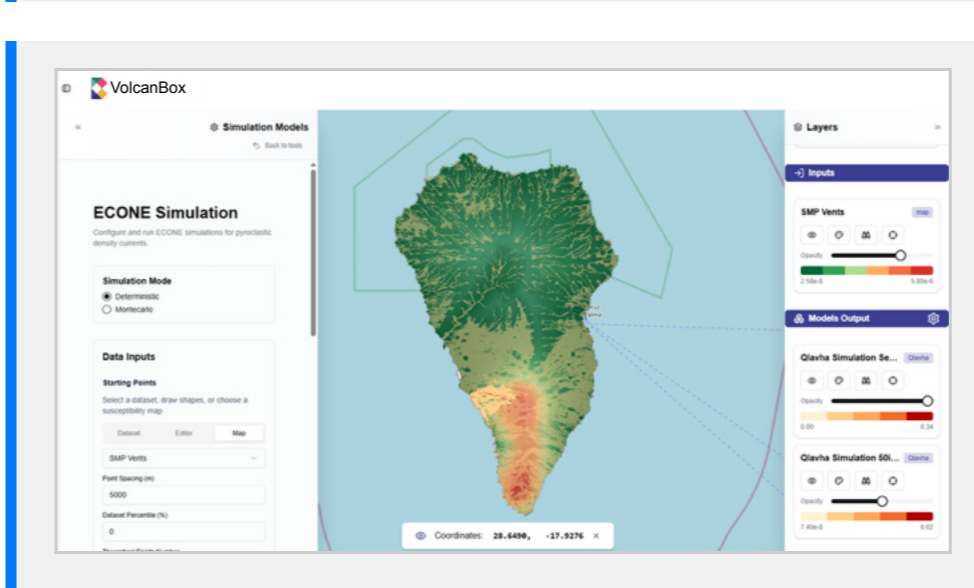 VolcanBox
Simulation Models
Back to tools
ECONE Simulation
Configure and run ECONE simulations for pyroclastic
density currents.
Simulation Mode
Deterministic
Montecarlo
Data Inputs
Starting Points
Select a dataset, draw shapes, or choose a
susceptibility map
Dataset Editor Map
SMP Vents
Point Spacing (m)
5000
Dataset Percentile (%)
0
Coordinates: 28.6490, -17.9276 ×
Layers
Inputs
SMP Vents map
Opacity
2.58e-8 9.80e-6
Models Output
Qlavha Simulation Se... Qlavha
Opacity
0.00 0.34
Qlavha Simulation 50i... Qlavha
Opacity
7.40e-8 0.02